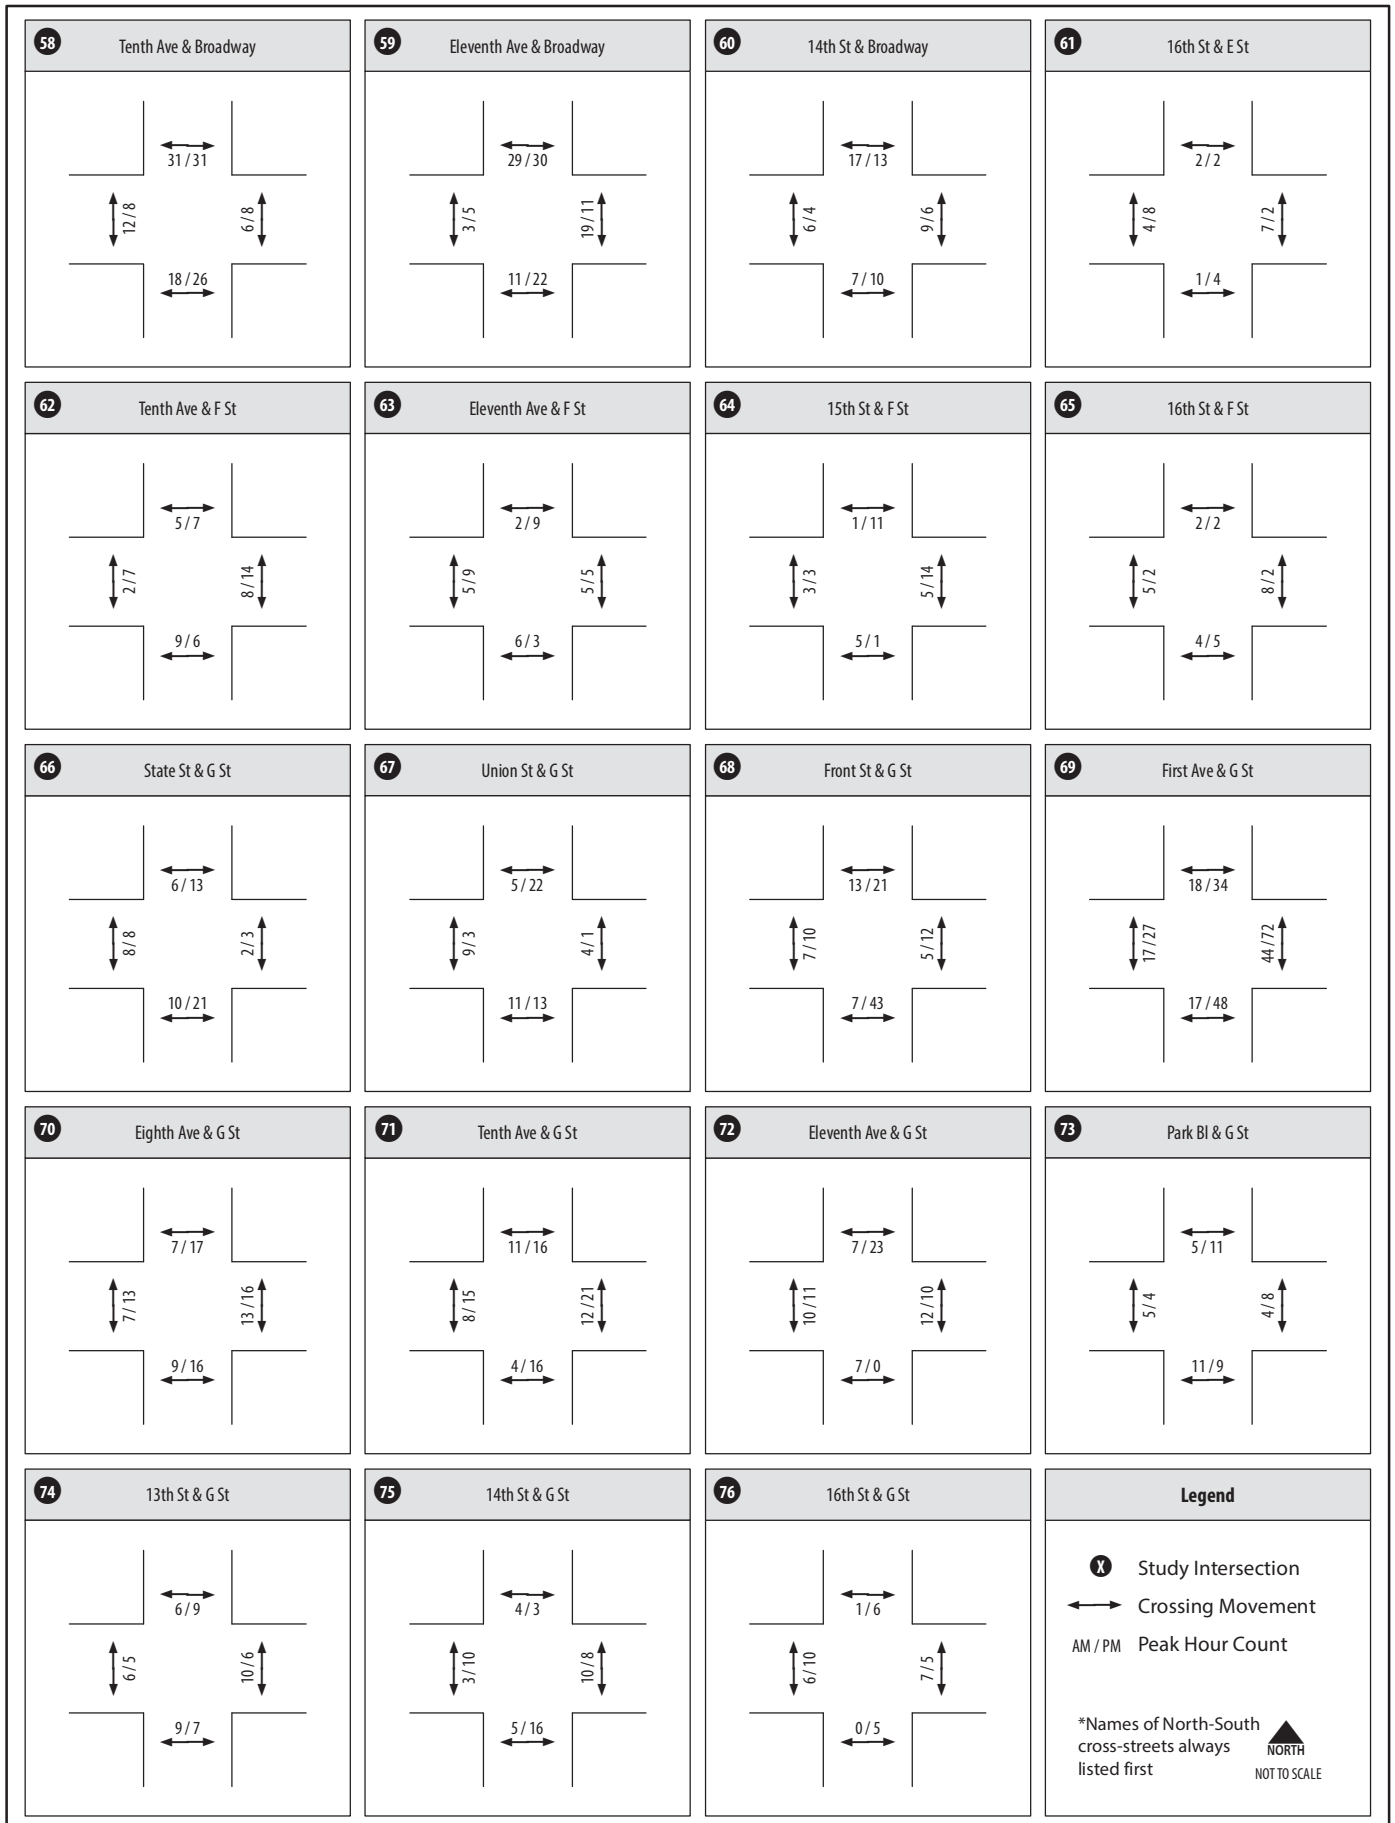 58 Tenth Ave & Broadway
31 / 31
12 / 8
6 / 8
18 / 26
59 Eleventh Ave & Broadway
29 / 30
3 / 5
19 / 11
11 / 22
60 14th St & Broadway
17 / 13
6 / 4
9 / 6
7 / 10
61 16th St & E St
2 / 2
4 / 8
7 / 2
1 / 4
62 Tenth Ave & F St
5 / 7
2 / 7
8 / 14
9 / 6
63 Eleventh Ave & F St
2 / 9
5 / 9
5 / 5
6 / 3
64 15th St & F St
1 / 11
3 / 3
5 / 14
5 / 1
65 16th St & F St
2 / 2
5 / 2
8 / 2
4 / 5
66 State St & G St
6 / 13
8 / 8
2 / 3
10 / 21
67 Union St & G St
5 / 22
9 / 3
4 / 1
11 / 13
68 Front St & G St
13 / 21
7 / 10
5 / 12
7 / 43
69 First Ave & G St
18 / 34
17 / 27
44 / 72
17 / 48
70 Eighth Ave & G St
7 / 17
7 / 13
13 / 16
9 / 16
71 Tenth Ave & G St
11 / 16
8 / 15
12 / 21
4 / 16
72 Eleventh Ave & G St
7 / 23
10 / 11
12 / 10
7 / 0
73 Park Bl & G St
5 / 11
5 / 4
4 / 8
11 / 9
74 13th St & G St
6 / 9
6 / 5
10 / 6
9 / 7
75 14th St & G St
4 / 3
3 / 10
10 / 8
5 / 16
76 16th St & G St
1 / 6
6 / 10
7 / 5
0 / 5
Legend
X Study Intersection
Crossing Movement
AM / PM Peak Hour Count
*Names of North-South
cross-streets always
listed first
NORTH
NOT TO SCALE